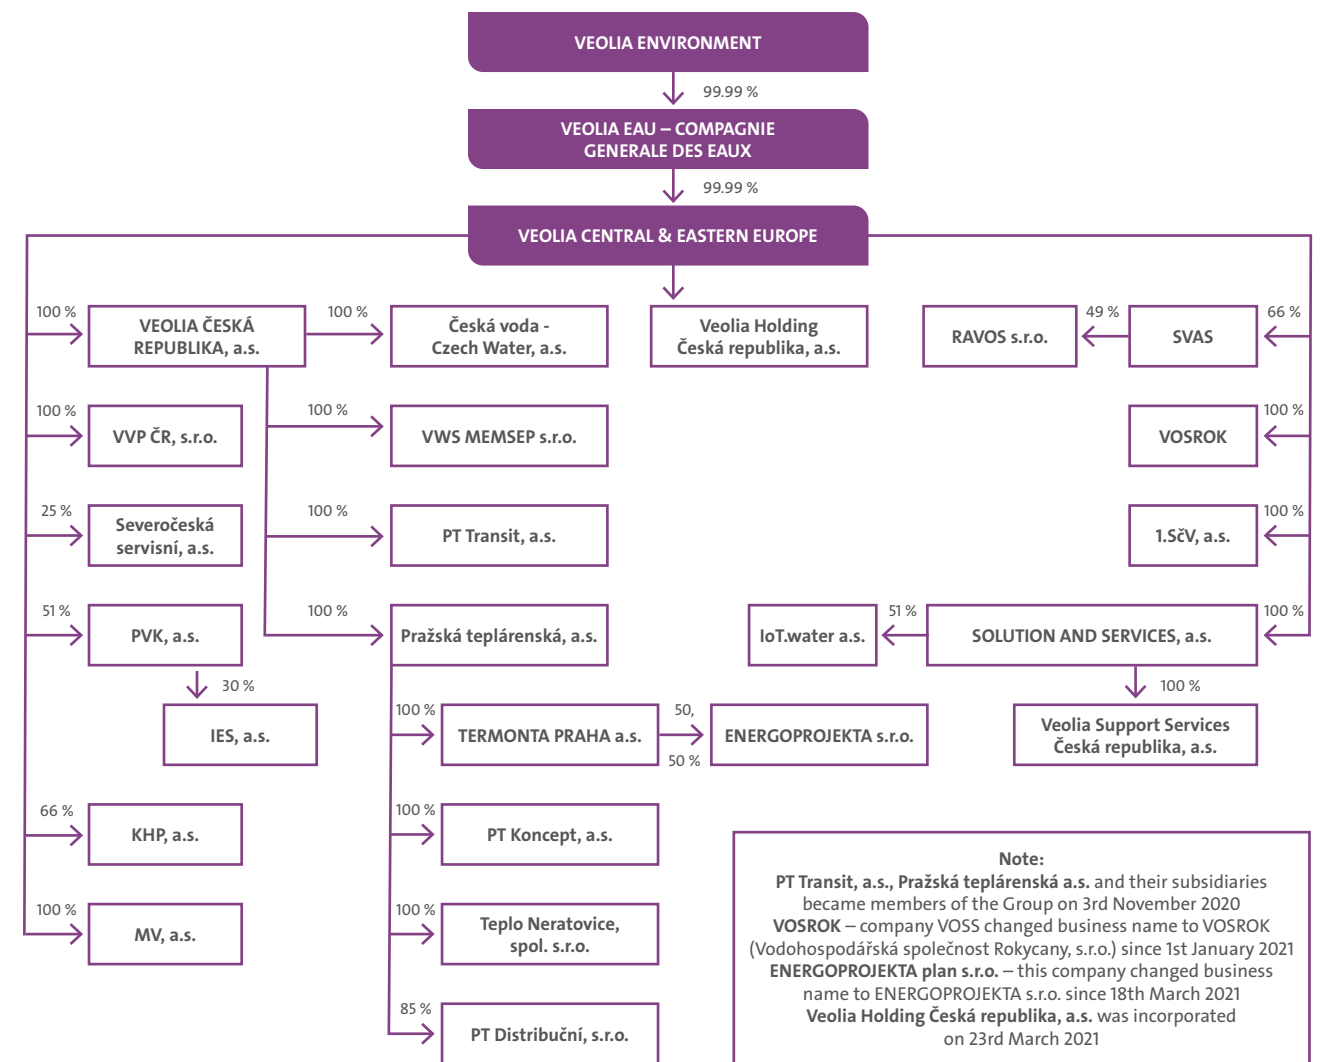 VEOLIA ENVIRONMENT
99.99 %
VEOLIA EAU – COMPAGNIE
GENERALE DES EAUX
99.99 %
VEOLIA CENTRAL & EASTERN EUROPE
100 %
VEOLIA ČESKÁ
REPUBLIKA, a.s.
100 %
Česká voda -
Czech Water, a.s.
Veolia Holding
Česká republika, a.s.
RAVOS s.r.o.
49 %
SVAS
66 %
100 %
VVP ČR, s.r.o.
100 %
VWS MEMSEP s.r.o.
VOSROK
100 %
25 %
Severočeská
servisní, a.s.
100 %
PT Transit, a.s.
1.SčV, a.s.
100 %
51 %
PVK, a.s.
100 %
Pražská teplárenská, a.s.
IoT.water a.s.
51 %
SOLUTION AND SERVICES, a.s.
100 %
30 %
IES, a.s.
100 %
TERMONTA PRAHA a.s.
50,
50 %
ENERGOPROJEKTA s.r.o.
100 %
Veolia Support Services
Česká republika, a.s.
66 %
KHP, a.s.
100 %
PT Koncept, a.s.
100 %
MV, a.s.
100 %
Teplo Neratovice,
spol. s.r.o.
85 %
PT Distribuční, s.r.o.
Note:
PT Transit, a.s., Pražská teplárenská a.s. and their subsidiaries
became members of the Group on 3rd November 2020
VOSROK – company VOSS changed business name to VOSROK
(Vodohospodářská společnost Rokycany, s.r.o.) since 1st January 2021
ENERGOPROJEKTA plan s.r.o. – this company changed business
name to ENERGOPROJEKTA s.r.o. since 18th March 2021
Veolia Holding Česká republika, a.s. was incorporated
on 23rd March 2021